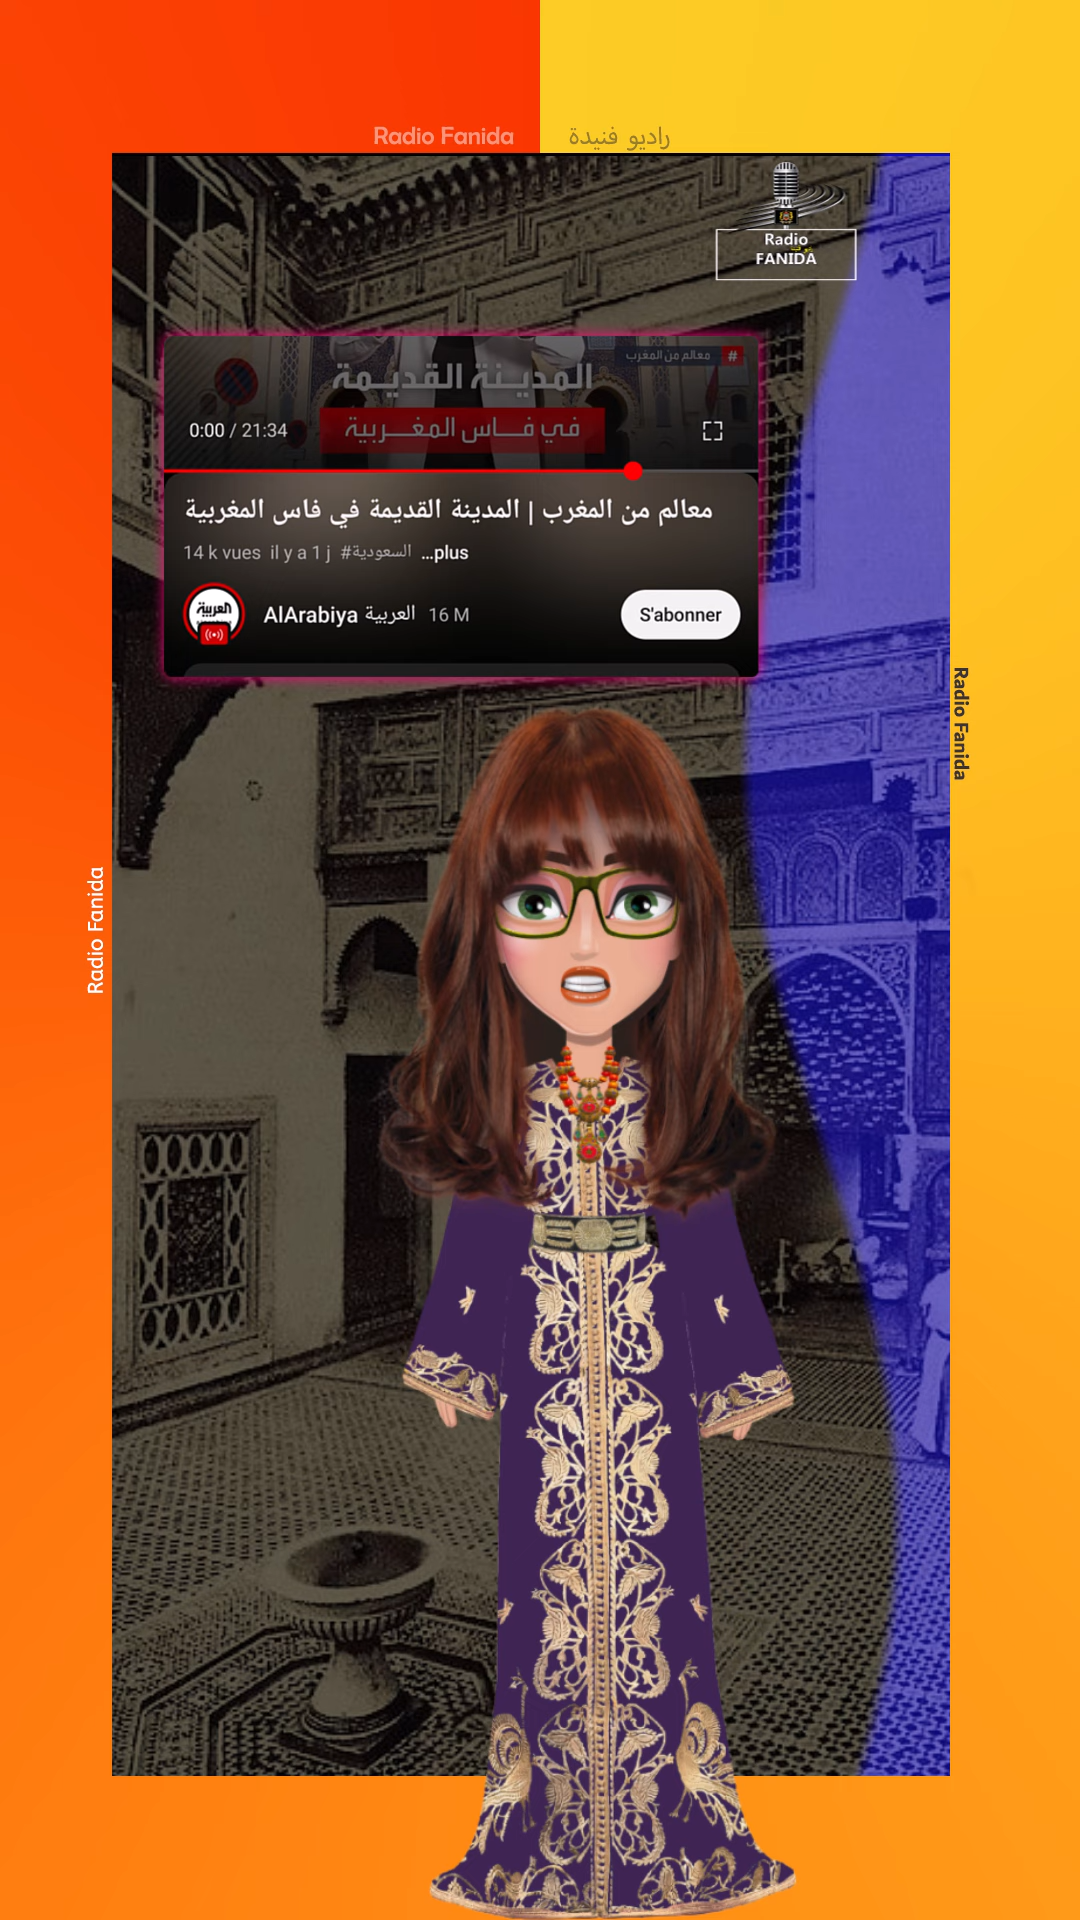 Radio Fanida
راديو فنيدة
Radio
FANIDA
# معالم من المغرب
المدينة القديمة
في فاس المغربية
0:00 / 21:34
معالم من المغرب | المدينة القديمة في فاس المغربية
14 k vues il y a 1 j #السعودية ...plus
العربية
AlArabiya العربية 16 M
S'abonner
Radio Fanida
Radio Fanida